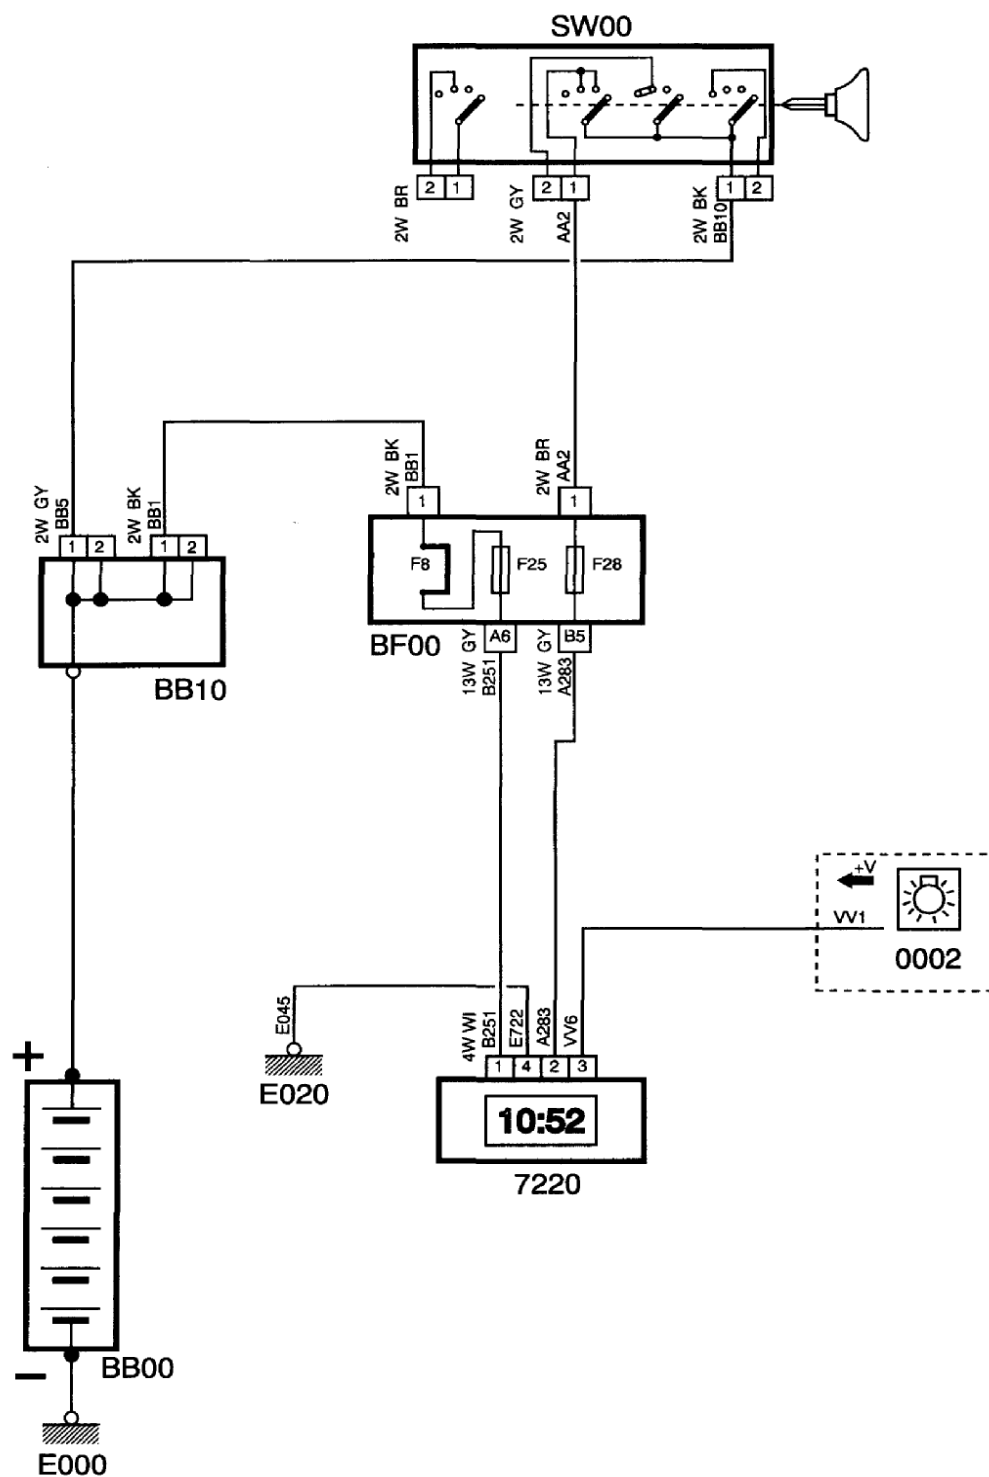 SW00
2 1
2 1
1 2
2W BR
2W GY
AA2
2W BK
BB10
2W GY
BB5
2W BK
BB1
2W BK
BB1
2W BR
AA2
1 2
1 2
1
1
F8
F25
F28
BF00
A6
B5
BB10
13W GY
B251
13W GY
A283
+V
VV1
0002
E045
E020
4W WI
B251
E722
A283
VV6
1 4 2 3
10:52
7220
+
−
BB00
E000